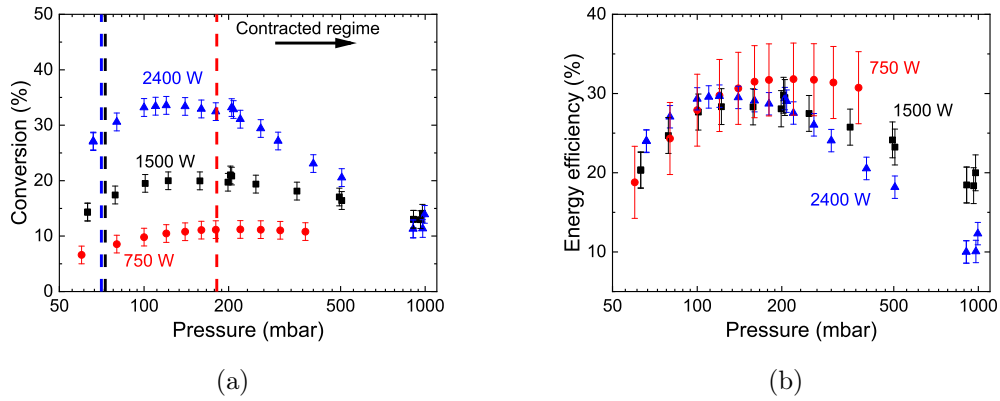 Conversion (%)
50
40
30
20
10
0
Contracted regime
2400 W
1500 W
750 W
50
100
200
500
1000
Pressure (mbar)
(a)
Energy efficiency (%)
40
30
20
10
750 W
1500 W
2400 W
50
100
200
500
1000
Pressure (mbar)
(b)